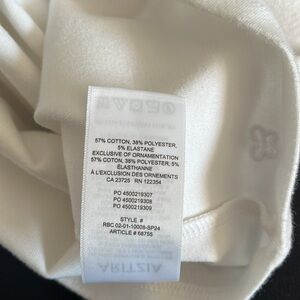 57% COTTON, 38% POLYESTER,
5% ELASTANE
EXCLUSIVE OF ORNAMENTATION
57% COTON, 38% POLYESTER, 5%
ÉLASTHANNE
À L'EXCLUSION DES ORNEMENTS
CA 23725 RN 122354
PO 4500219307
PO 4500219308
PO 4500219309
STYLE #
RBC 02-01-10008-SP24
ARTICLE # 68755
ARITZIA